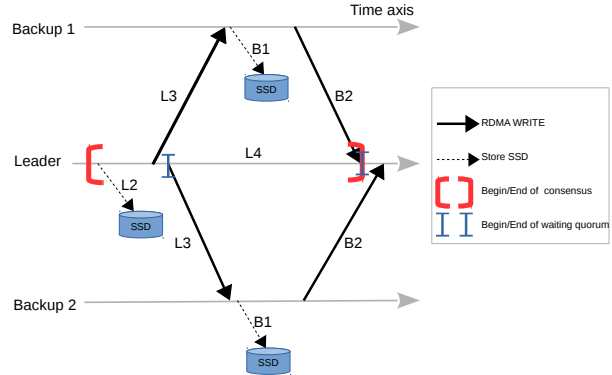 Time axis
Backup 1
B1
SSD
L3
B2
RDMA WRITE
Leader
L4
Store SSD
L2
Begin/End of consensus
SSD
Begin/End of waiting quorum
L3
B2
Backup 2
B1
SSD